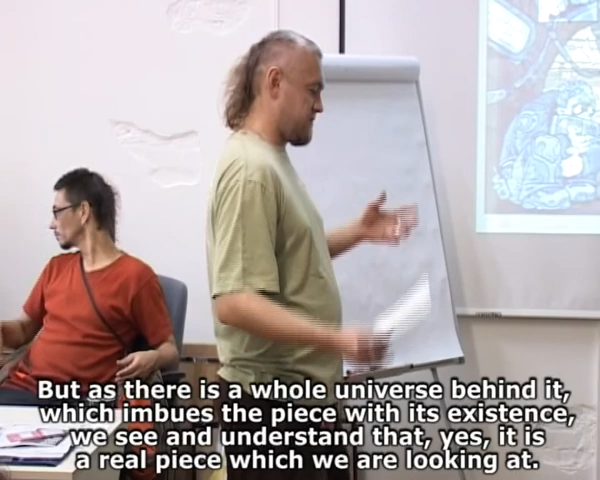 But as there is a whole universe behind it,
which imbues the piece with its existence,
we see and understand that, yes, it is
a real piece which we are looking at.